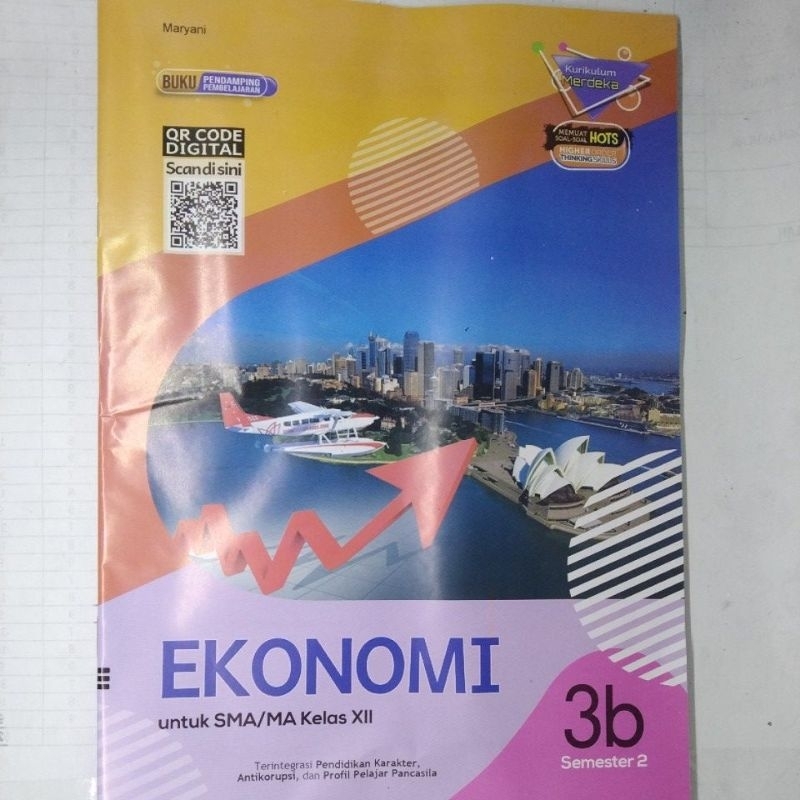 Maryani
BUKU PENDAMPING
PEMBELAJARAN
Kurikulum
Merdeka
QR CODE
DIGITAL
Scan di sini
MEMUAT
SOAL-SOAL HOTS
HIGHER ORDER
THINKING SKILLS
EKONOMI
untuk SMA/MA Kelas XII
3b
Semester 2
Terintegrasi Pendidikan Karakter,
Antikorupsi, dan Profil Pelajar Pancasila